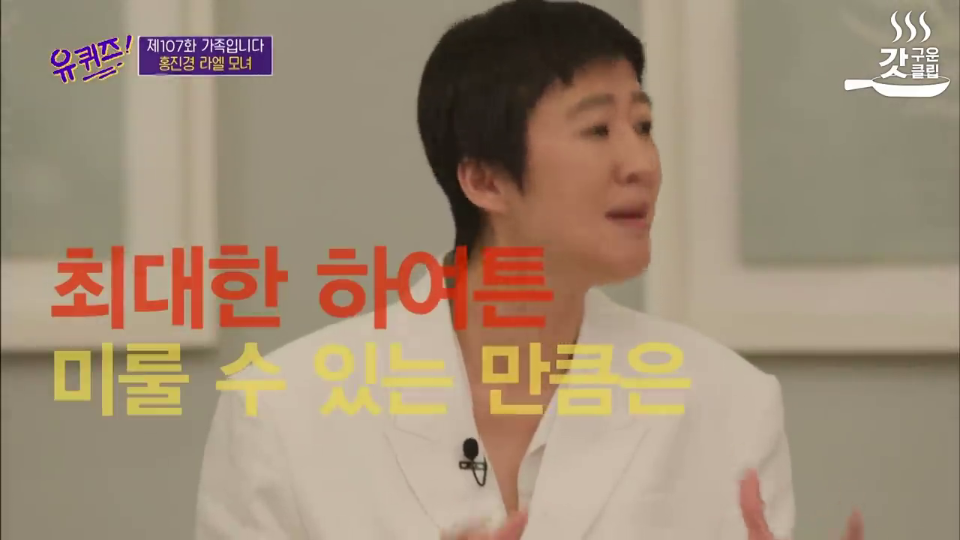 유퀴즈!
제107화 가족입니다
홍진경 라엘 모녀
갓구운클립
최대한 하여튼
미룰 수 있는 만큼은